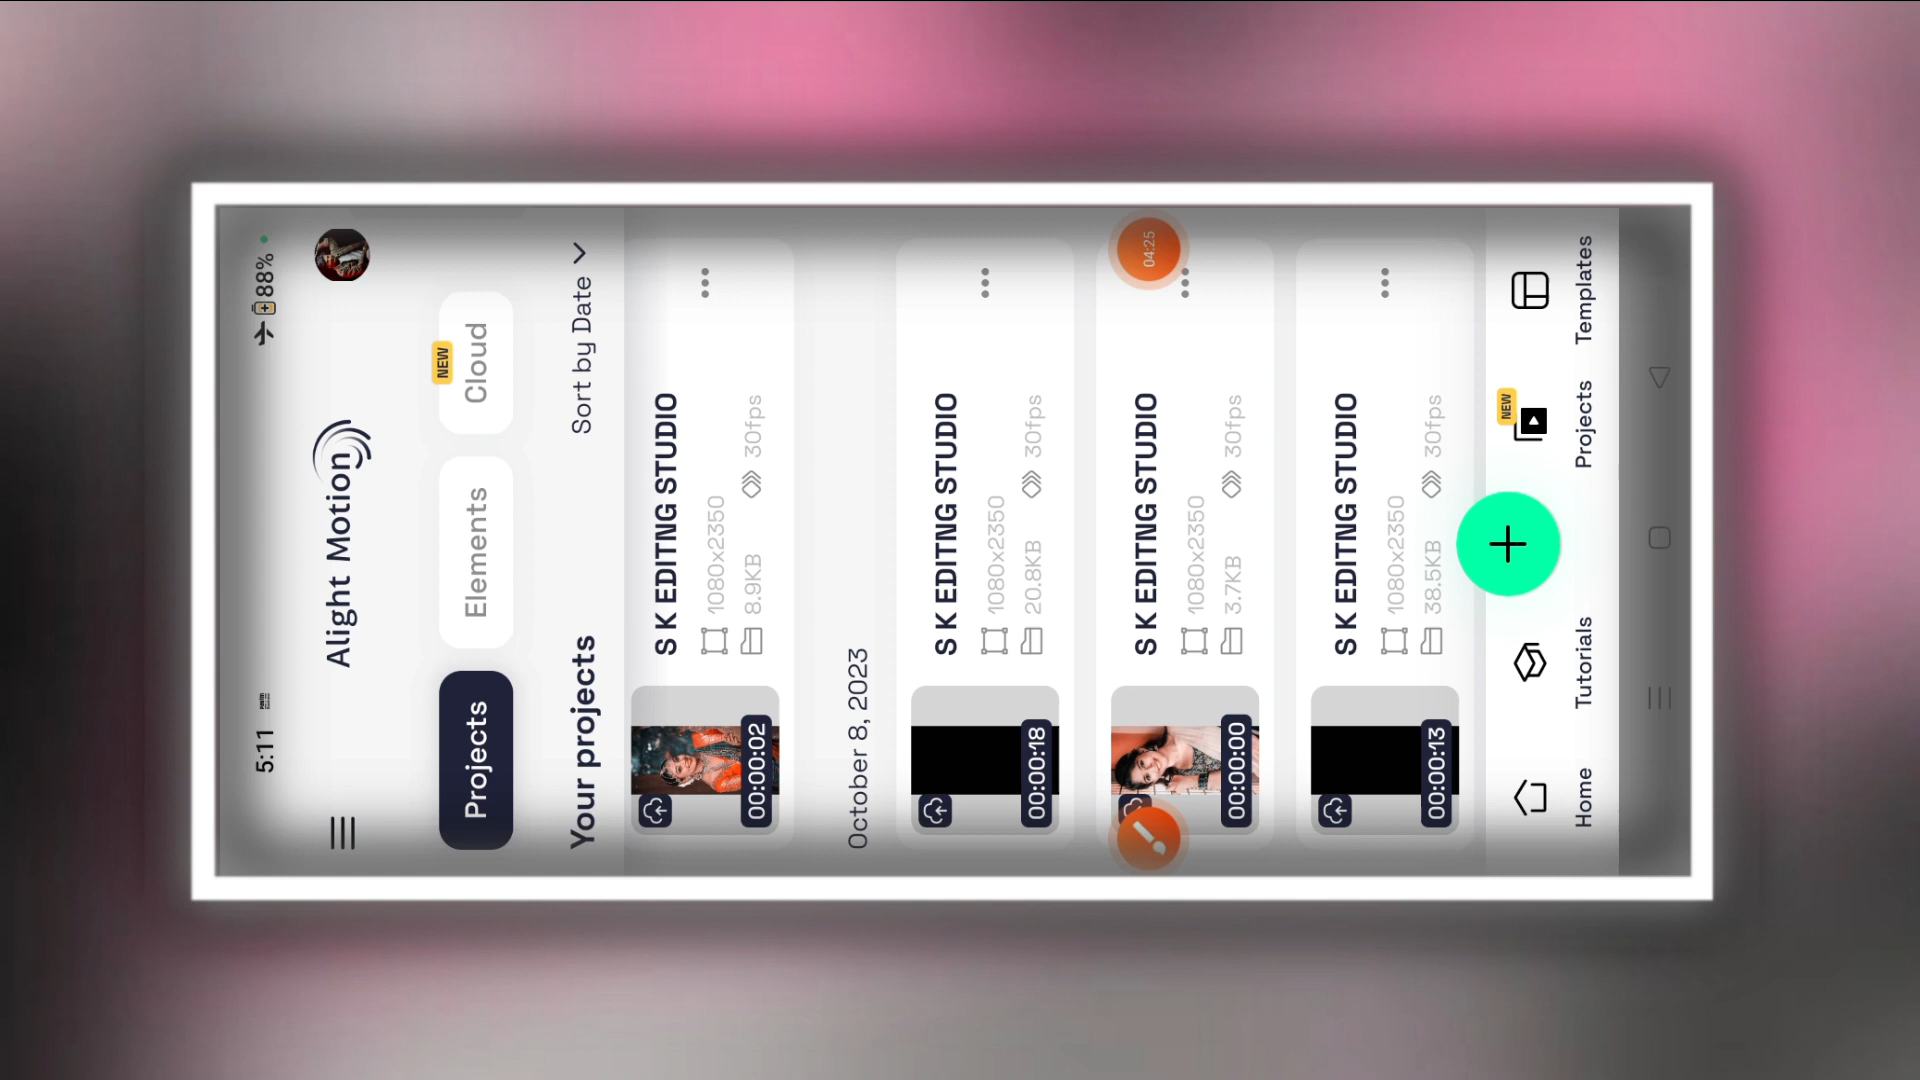 5:11
88%
Alight Motion
Projects
Elements
Cloud
NEW
Your projects
Sort by Date
S K EDITNG STUDIO
1080x2350
8.9KB
30fps
00:00:02
October 8, 2023
S K EDITNG STUDIO
1080x2350
20.8KB
30fps
00:00:18
S K EDITNG STUDIO
1080x2350
3.7KB
30fps
00:00:00
04:25
S K EDITNG STUDIO
1080x2350
38.5KB
30fps
00:00:13
Home
Tutorials
NEW
Projects
Templates